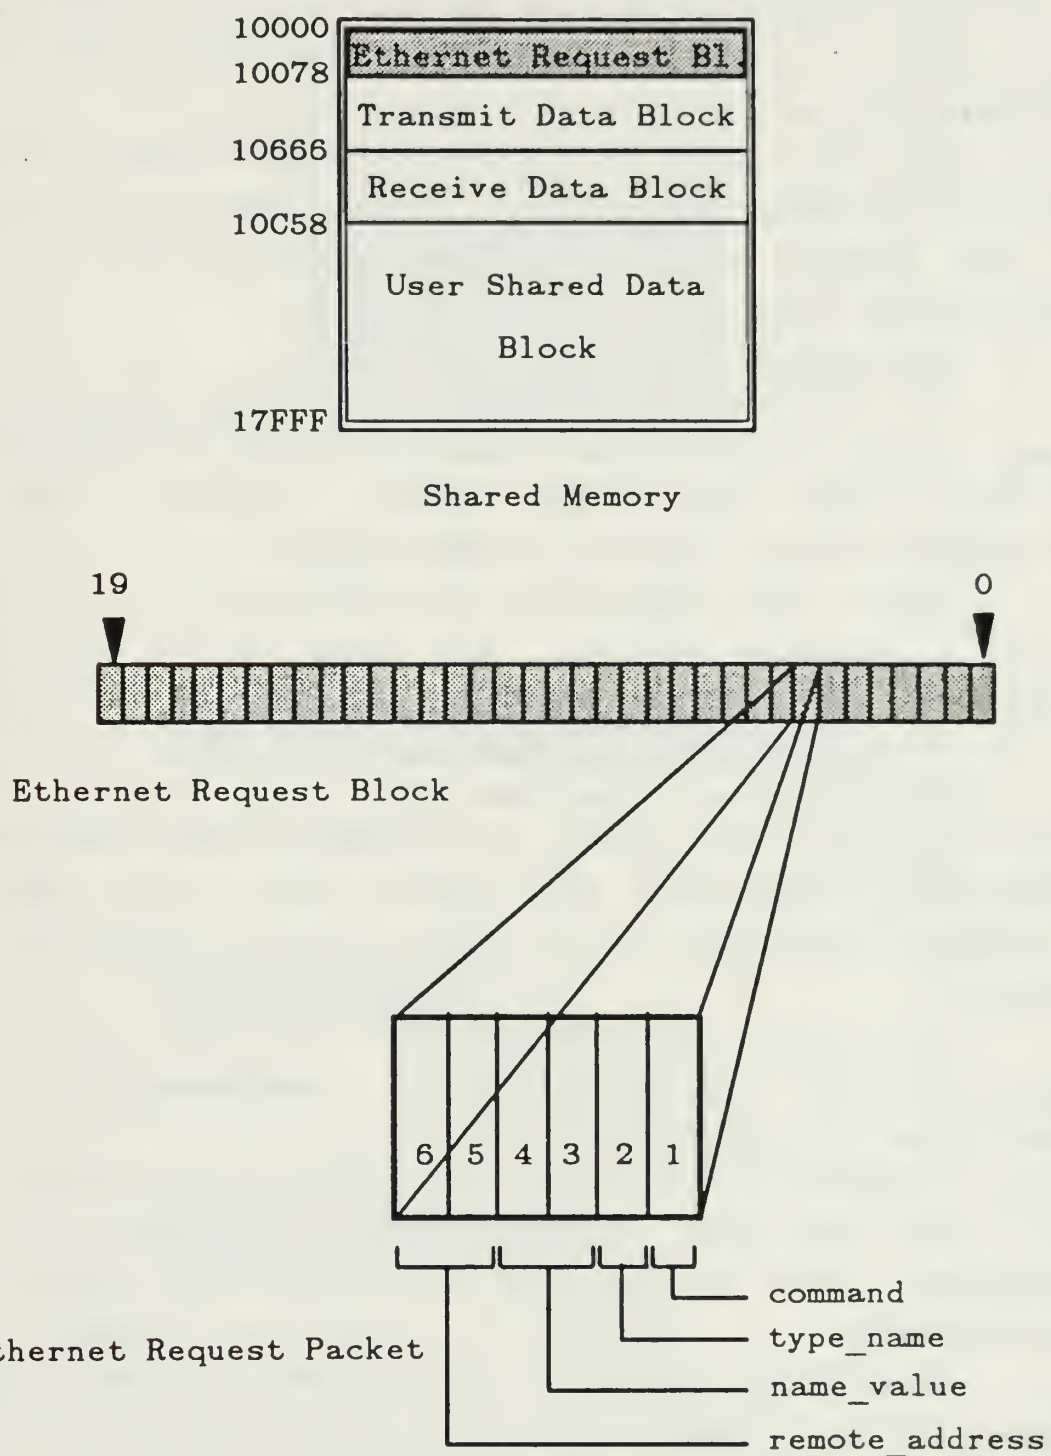 10000
Ethernet Request Bl.
10078
Transmit Data Block
10666
Receive Data Block
10C58
User Shared Data
Block
17FFF
Shared Memory
19 0
Ethernet Request Block
6 5 4 3 2 1
command
type_name
thernet Request Packet
name_value
remote_address